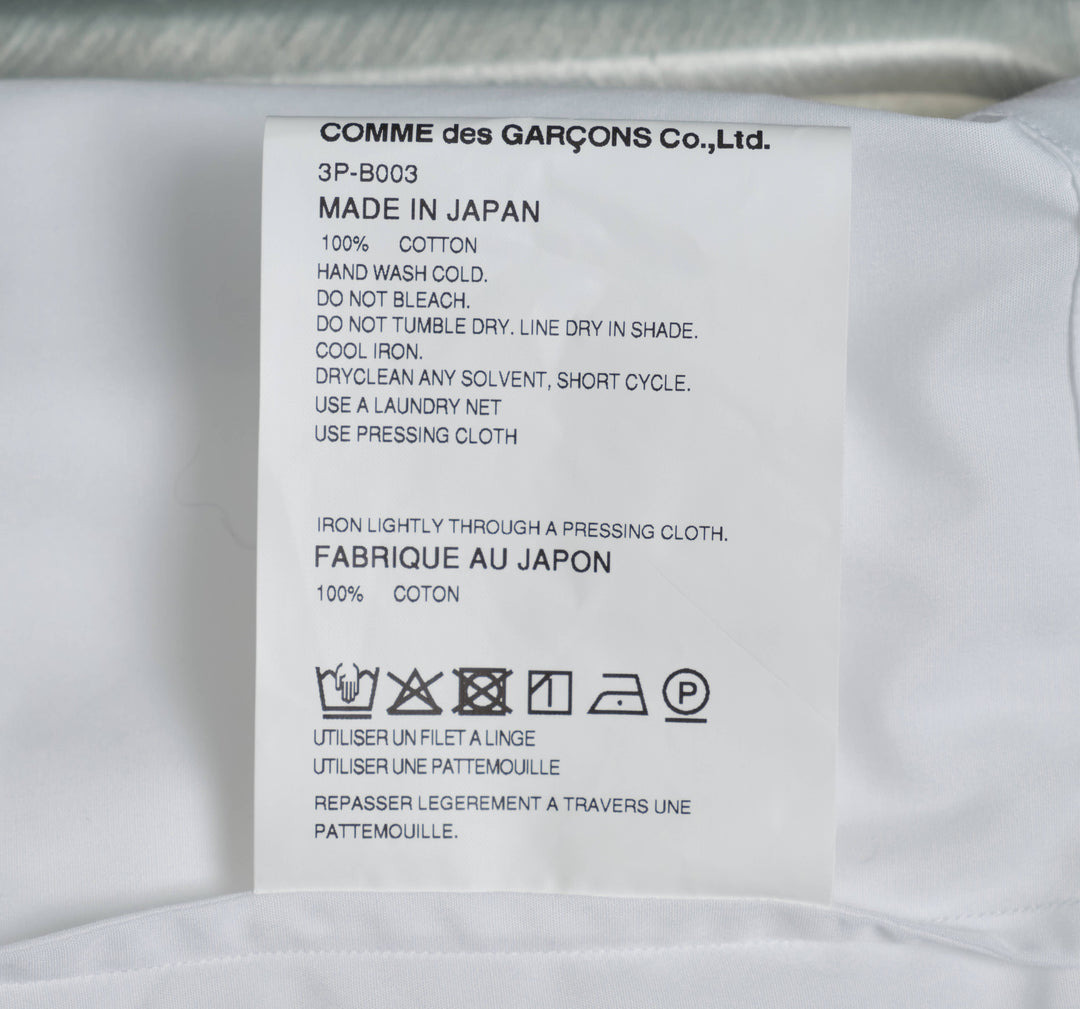 COMME des GARÇONS Co.,Ltd.
3P-B003
MADE IN JAPAN
100% COTTON
HAND WASH COLD.
DO NOT BLEACH.
DO NOT TUMBLE DRY. LINE DRY IN SHADE.
COOL IRON.
DRYCLEAN ANY SOLVENT, SHORT CYCLE.
USE A LAUNDRY NET
USE PRESSING CLOTH
IRON LIGHTLY THROUGH A PRESSING CLOTH.
FABRIQUE AU JAPON
100% COTON
P
UTILISER UN FILET A LINGE
UTILISER UNE PATTEMOUILLE
REPASSER LEGEREMENT A TRAVERS UNE
PATTEMOUILLE.